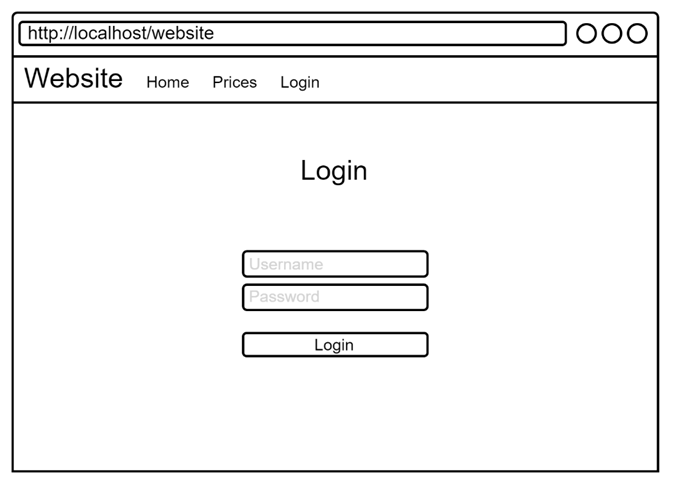 http://localhost/website
Website Home Prices Login
Login
Username
Password
Login